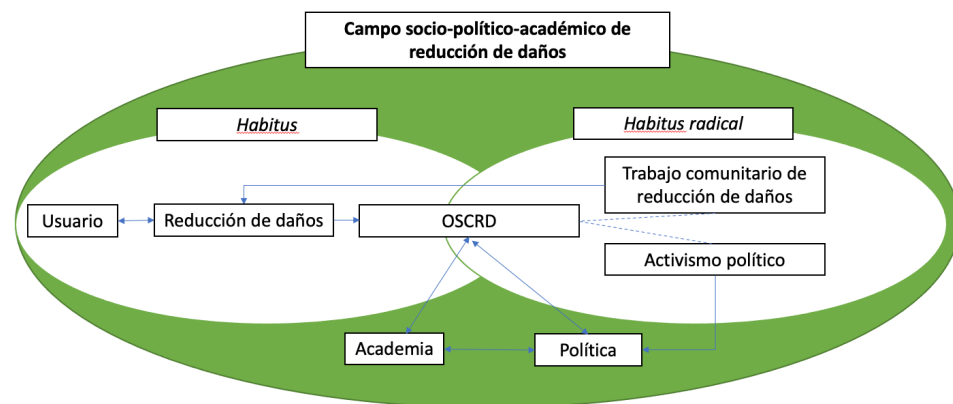 Campo socio-político-académico de
reducción de daños
Habitus
Habitus radical
Trabajo comunitario de
reducción de daños
Usuario
Reducción de daños
OSCRD
Activismo político
Academia
Política